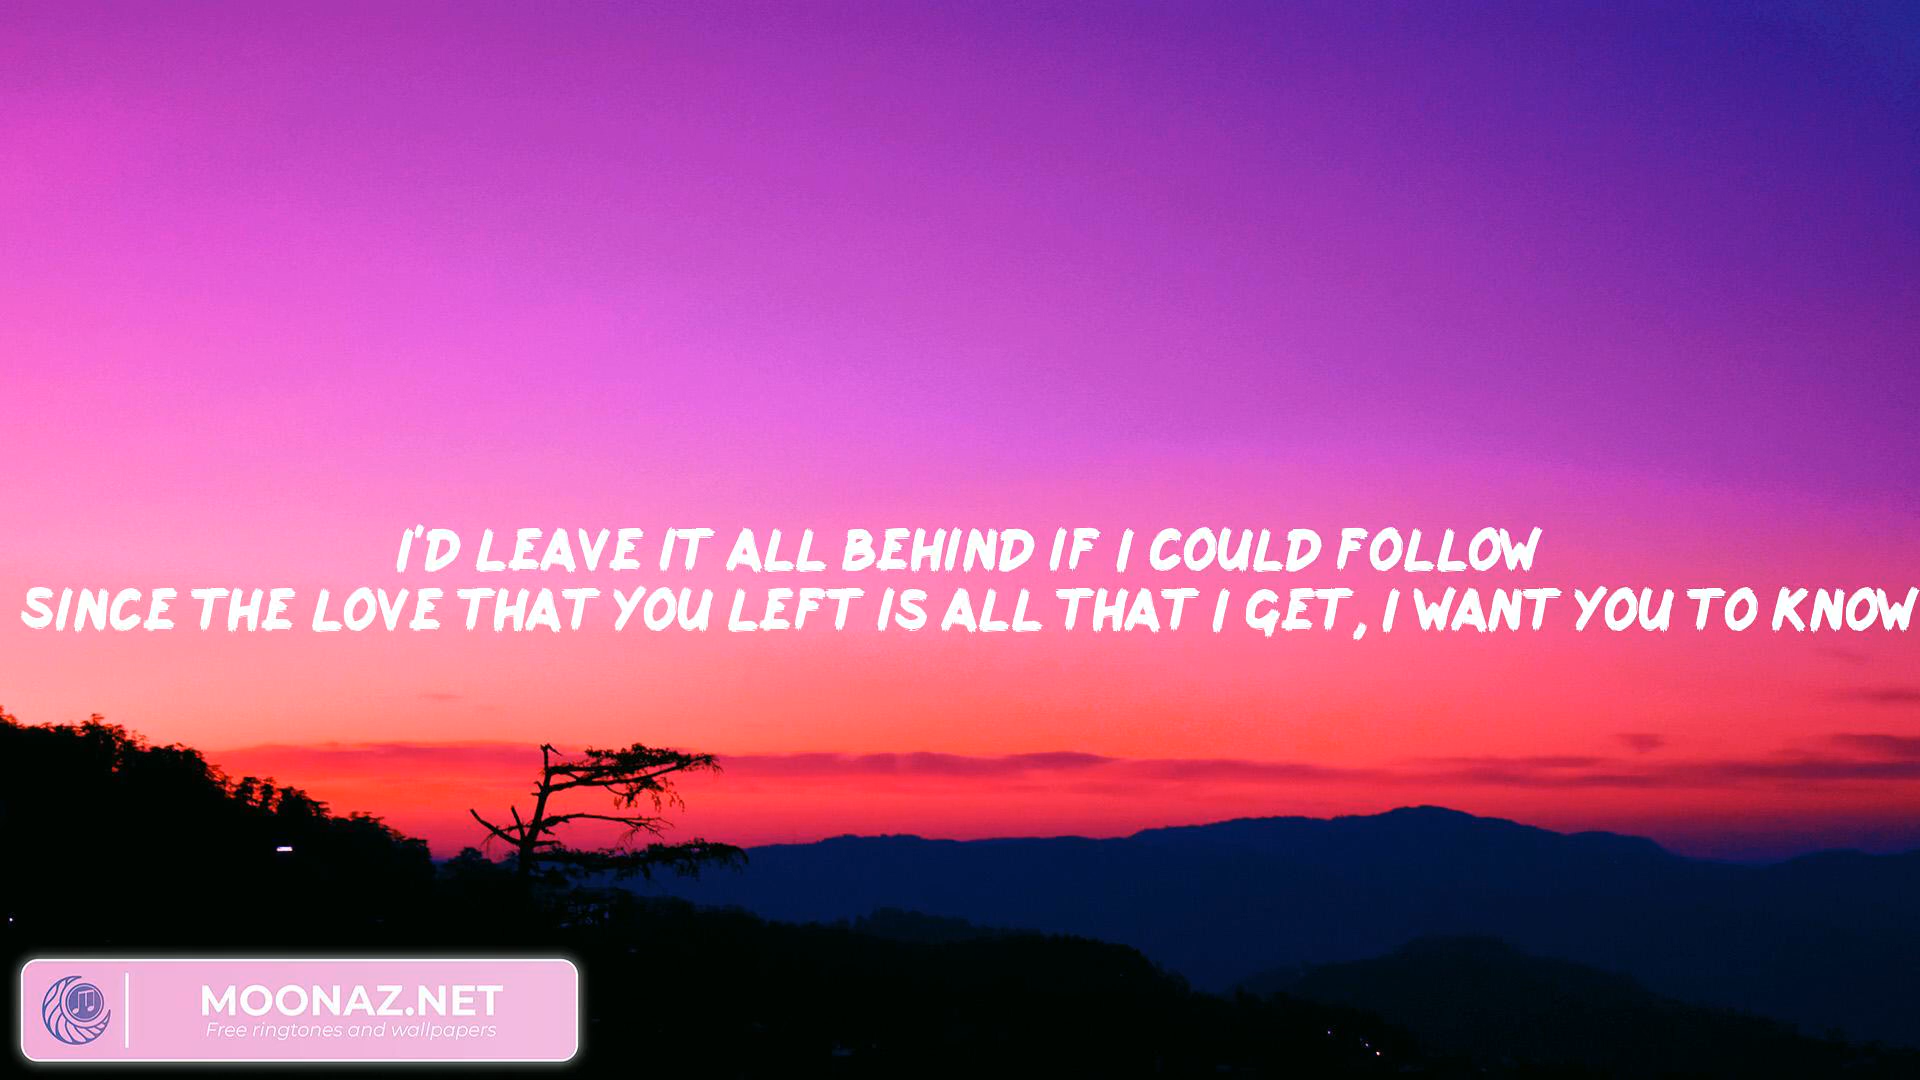 I'D LEAVE IT ALL BEHIND IF I COULD FOLLOW
SINCE THE LOVE THAT YOU LEFT IS ALL THAT I GET, I WANT YOU TO KNOW
MOONAZ.NET
Free ringtones and wallpapers